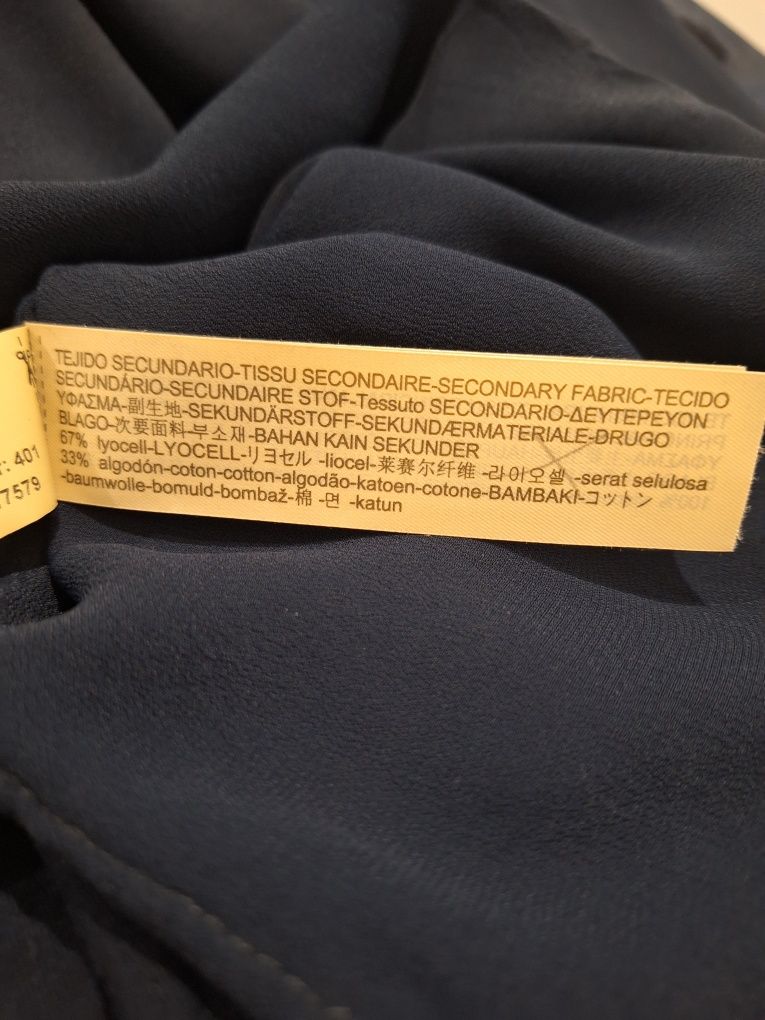 TEJIDO SECUNDARIO-TISSU SECONDAIRE-SECONDARY FABRIC-TECIDO
SECUNDÁRIO-SECUNDAIRE STOF-Tessuto SECONDARIO-ΔΕΥΤΕΡΕΥΟΝ
ΥΦΑΣΜΑ-副生地-SEKUNDÄRSTOFF-SEKUNDÆRMATERIALE-DRUGO
BLAGO-次要面料-부소재-BAHAN KAIN SEKUNDER
67% lyocell-LYOCELL-リヨセル -liocel-莱赛尔纤维 -라이오셀 -serat selulosa
33% algodón-coton-cotton-algodão-katoen-cotone-ΒΑΜΒΑΚΙ-コットン
-baumwolle-bomuld-bombaž-棉 -면 -katun
: 401
7579